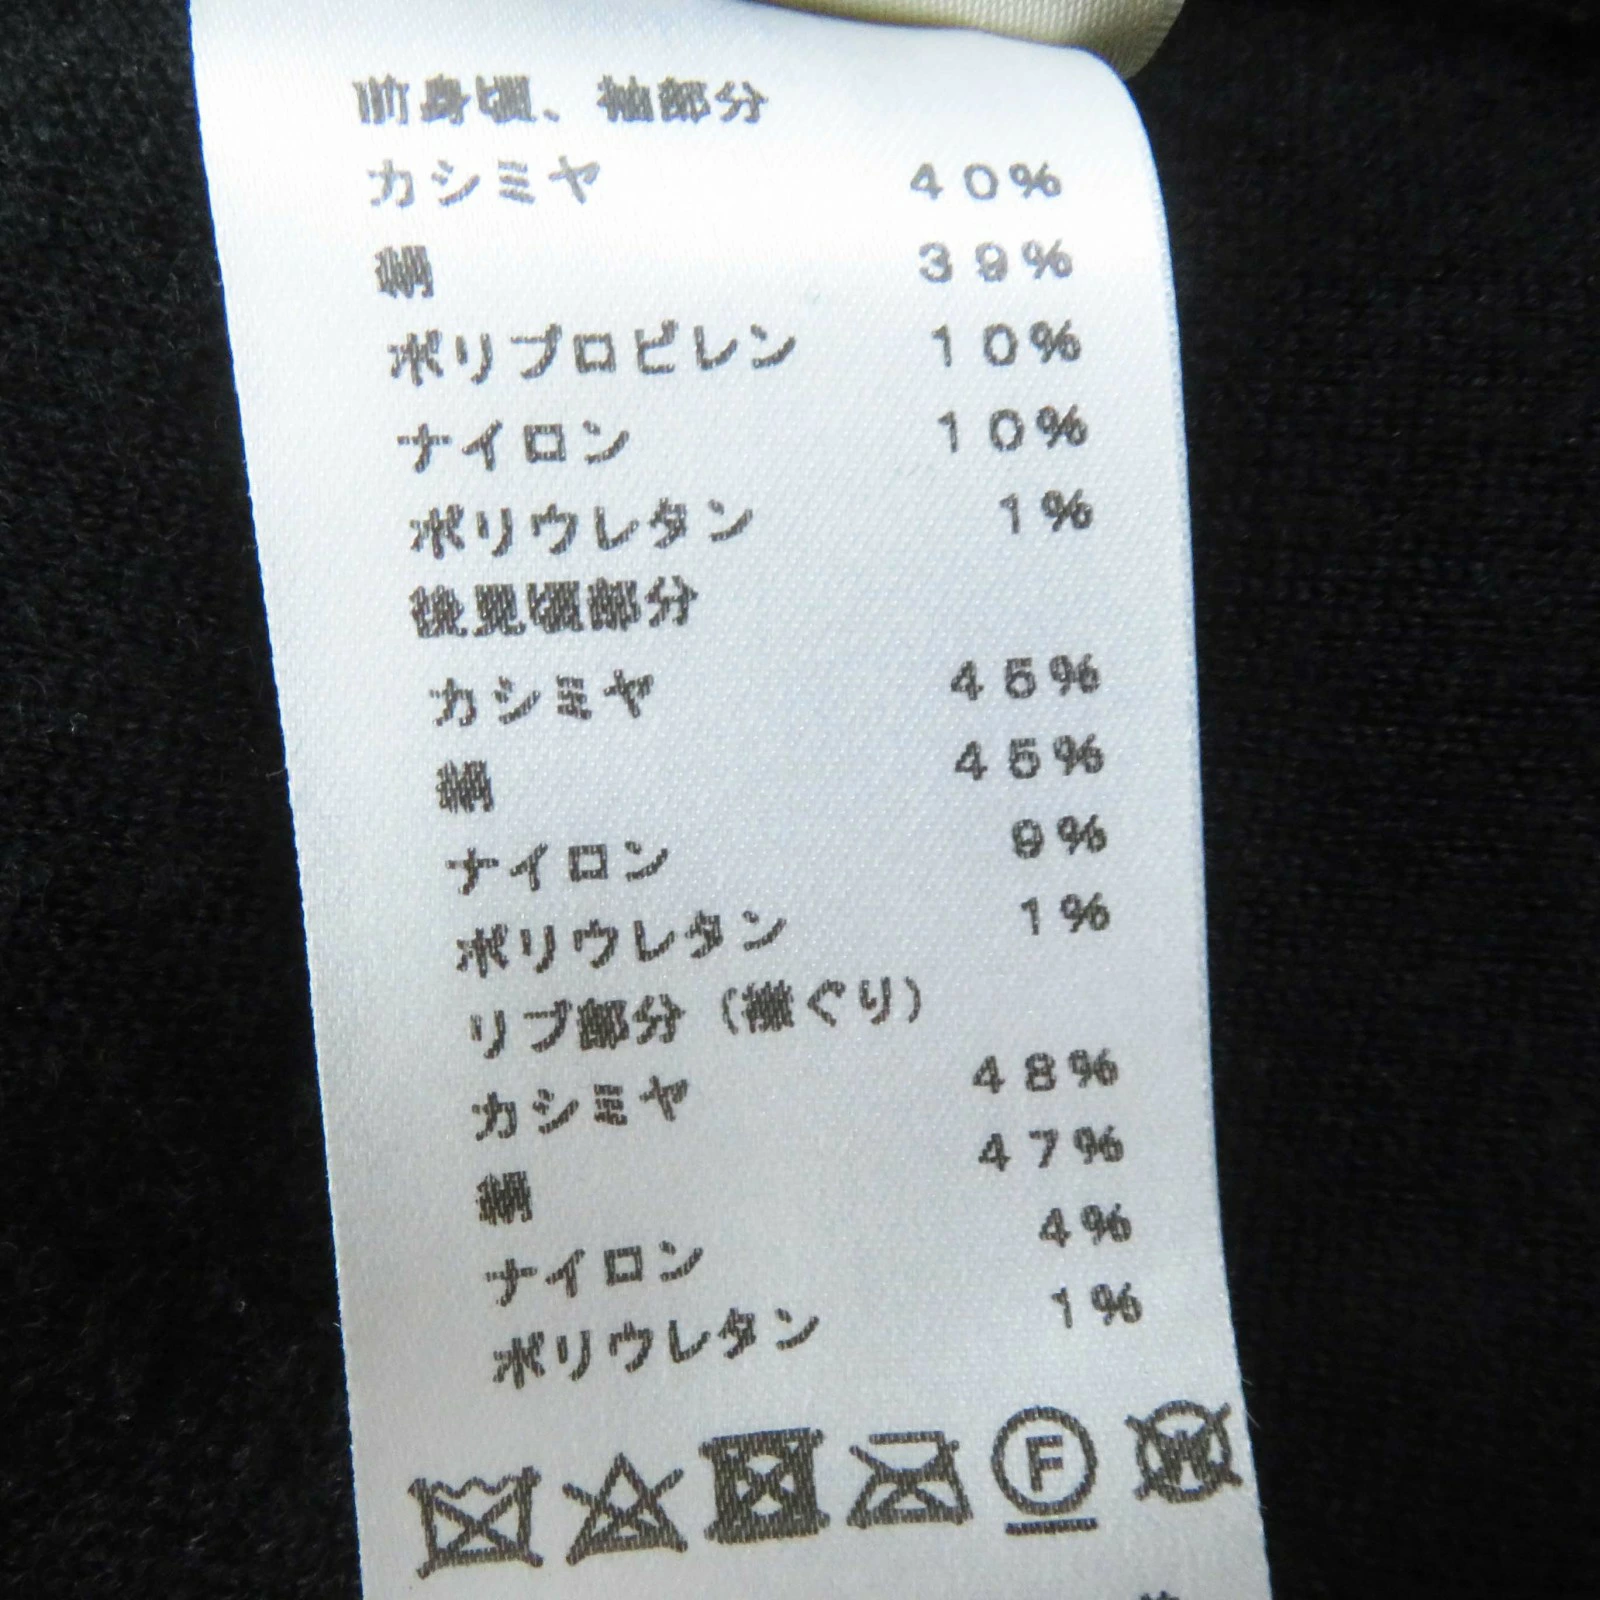 前身頃、袖部分
カシミヤ 40%
絹 39%
ポリプロピレン 10%
ナイロン 10%
ポリウレタン 1%
後見頃部分
カシミヤ 45%
絹 45%
ナイロン 9%
ポリウレタン 1%
リブ部分（襟ぐり）
カシミヤ 48%
絹 47%
ナイロン 4%
ポリウレタン 1%
F W